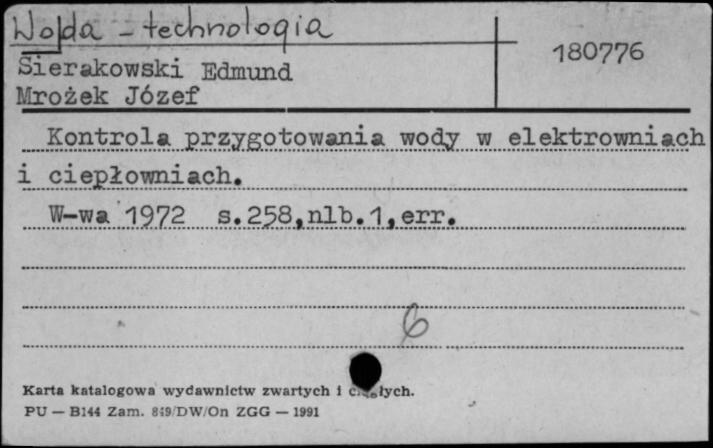 Woda - technologia
180776
Sierakowski Edmund
Mrożek Józef
Kontrola przygotowania wody w elektrowniach
i ciepłowniach.
W-wa 1972 s.258,nlb.1,err.
6
Karta katalogowa wydawnictw zwartych i
PU — B144 Zam. 849/DW/On ZGG — 1991